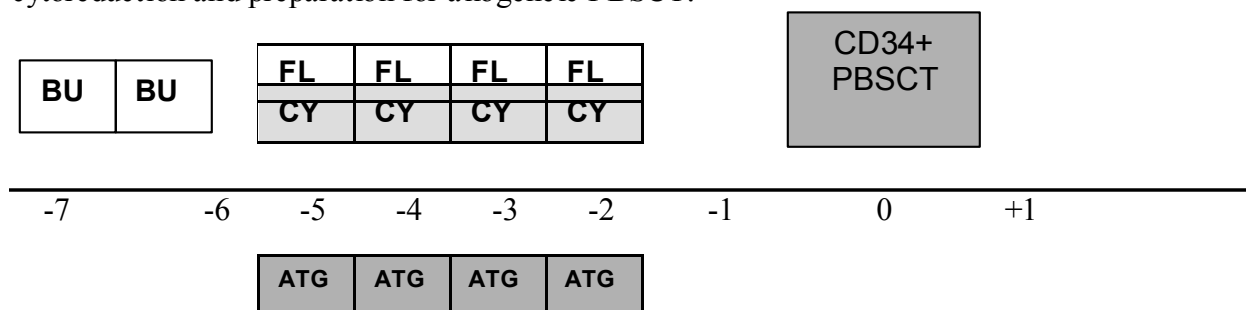 cytoreduction and preparation for allogeneic PBSCT.
CD34+
PBSCT
BU BU
FL FL FL FL
CY CY CY CY
-7 -6 -5 -4 -3 -2 -1 0 +1
ATG ATG ATG ATG